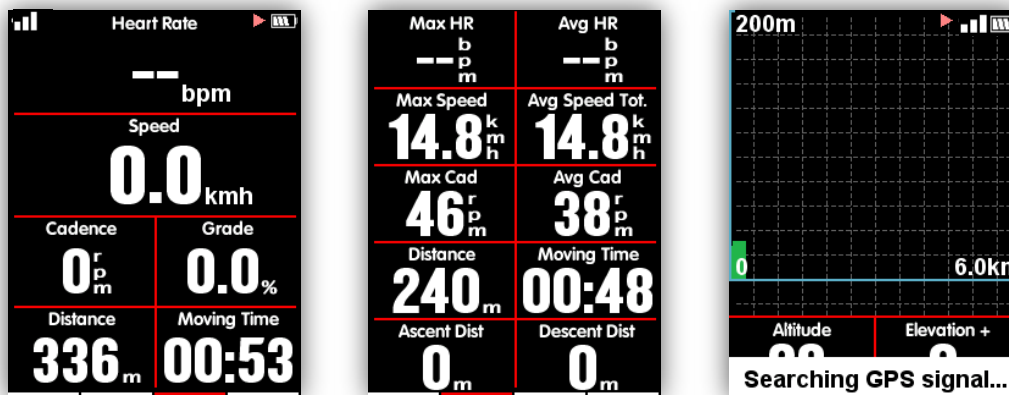 Heart Rate
-- bpm
Speed
0.0 kmh
Cadence Grade
0 rpm 0.0 %
Distance Moving Time
336 m 00:53
Max HR Avg HR
-- bpm -- bpm
Max Speed Avg Speed Tot.
14.8 kmh 14.8 kmh
Max Cad Avg Cad
46 rpm 38 rpm
Distance Moving Time
240 m 00:48
Ascent Dist Descent Dist
0 m 0 m
200m
0 6.0km
Altitude Elevation +
Searching GPS signal...